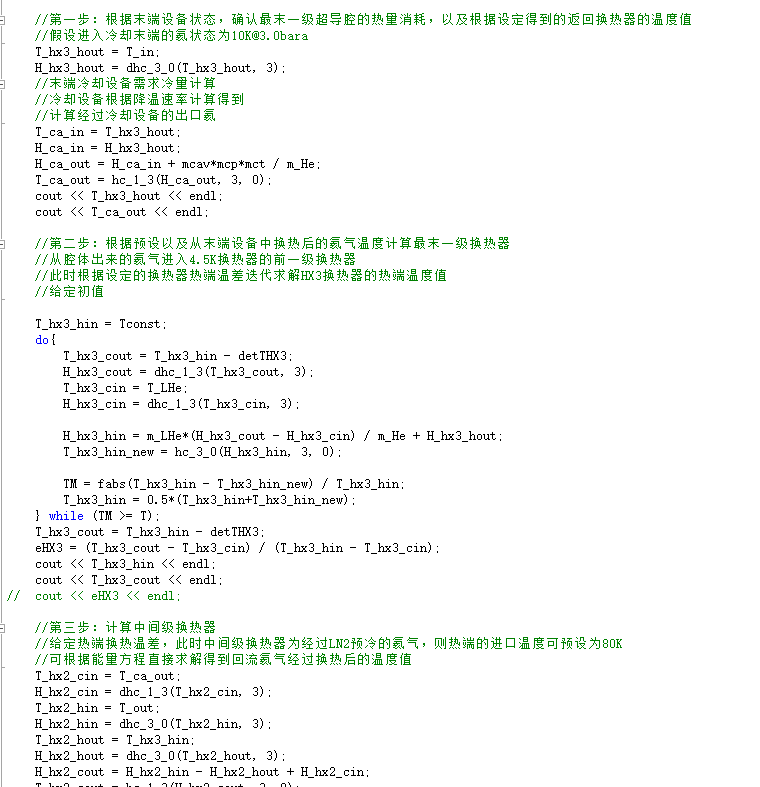 //第一步：根据末端设备状态，确认最末一级超导腔的热量消耗，以及根据设定得到的返回换热器的温度值
//假设进入冷却末端的氦状态为10K@3.0bara
T_hx3_hout = T_in;
H_hx3_hout = dhc_3_0(T_hx3_hout, 3);
//末端冷却设备需求冷量计算
//冷却设备根据降温速率计算得到
//计算经过冷却设备的出口氦
T_ca_in = T_hx3_hout;
H_ca_in = H_hx3_hout;
H_ca_out = H_ca_in + mcav*mcp*mct / m_He;
T_ca_out = hc_1_3(H_ca_out, 3, 0);
cout << T_hx3_hout << endl;
cout << T_ca_out << endl;
//第二步：根据预设以及从末端设备中换热后的氦气温度计算最末一级换热器
//从腔体出来的氦气进入4.5K换热器的前一级换热器
//此时根据设定的换热器热端温差迭代求解HX3换热器的热端温度值
//给定初值
T_hx3_hin = Tconst;
do{
T_hx3_cout = T_hx3_hin - detTHX3;
H_hx3_cout = dhc_1_3(T_hx3_cout, 3);
T_hx3_cin = T_LHe;
H_hx3_cin = dhc_1_3(T_hx3_cin, 3);
H_hx3_hin = m_LHe*(H_hx3_cout - H_hx3_cin) / m_He + H_hx3_hout;
T_hx3_hin_new = hc_3_0(H_hx3_hin, 3, 0);
TM = fabs(T_hx3_hin - T_hx3_hin_new) / T_hx3_hin;
T_hx3_hin = 0.5*(T_hx3_hin+T_hx3_hin_new);
} while (TM >= T);
T_hx3_cout = T_hx3_hin - detTHX3;
eHX3 = (T_hx3_cout - T_hx3_cin) / (T_hx3_hin - T_hx3_cin);
cout << T_hx3_hin << endl;
cout << T_hx3_cout << endl;
// cout << eHX3 << endl;
//第三步：计算中间级换热器
//给定热端换热温差，此时中间级换热器为经过LN2预冷的氦气，则热端的进口温度可预设为80K
//可根据能量方程直接求解得到回流氦气经过换热后的温度值
T_hx2_cin = T_ca_out;
H_hx2_cin = dhc_1_3(T_hx2_cin, 3);
T_hx2_hin = T_out;
H_hx2_hin = dhc_3_0(T_hx2_hin, 3);
T_hx2_hout = T_hx3_hin;
H_hx2_hout = dhc_3_0(T_hx2_hout, 3);
H_hx2_cout = H_hx2_hin - H_hx2_hout + H_hx2_cin;